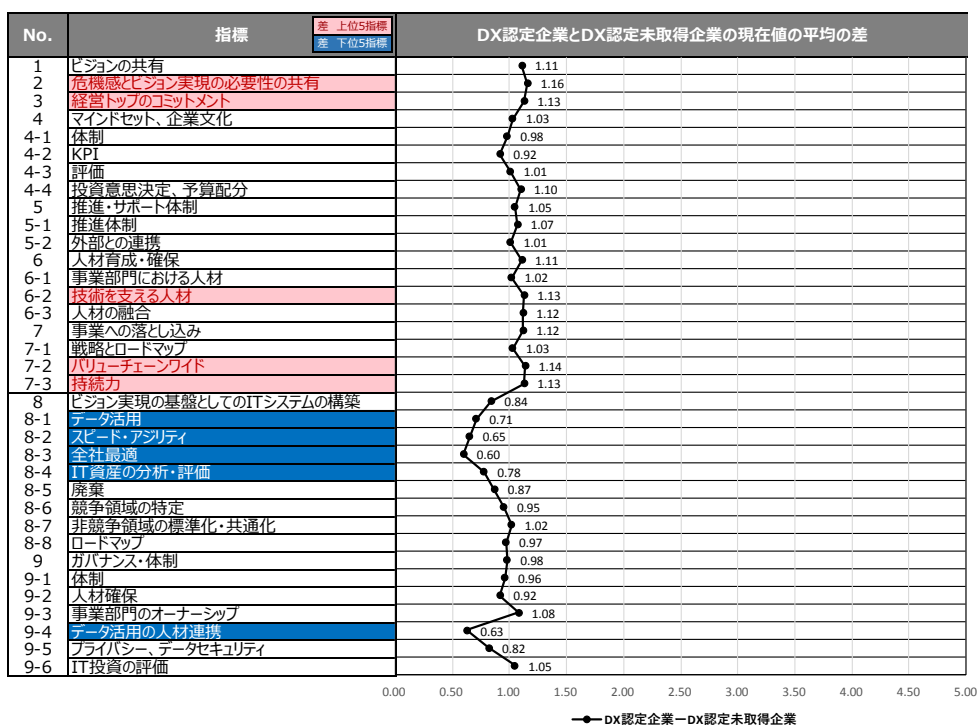 No. 指標 差 上位5指標 DX認定企業とDX認定未取得企業の現在値の平均の差
差 下位5指標
1 ビジョンの共有 1.11
2 危機感とビジョン実現の必要性の共有 1.16
3 経営トップのコミットメント 1.13
4 マインドセット、企業文化 1.03
4-1 体制 0.98
4-2 KPI 0.92
4-3 評価 1.01
4-4 投資意思決定、予算配分 1.10
5 推進・サポート体制 1.05
5-1 推進体制 1.07
5-2 外部との連携 1.01
6 人材育成・確保 1.11
6-1 事業部門における人材 1.02
6-2 技術を支える人材 1.13
6-3 人材の融合 1.12
7 事業への落とし込み 1.12
7-1 戦略とロードマップ 1.03
7-2 バリューチェーンワイド 1.14
7-3 持続力 1.13
8 ビジョン実現の基盤としてのITシステムの構築 0.84
8-1 データ活用 0.71
8-2 スピード・アジリティ 0.65
8-3 全社最適 0.60
8-4 IT資産の分析・評価 0.78
8-5 廃棄 0.87
8-6 競争領域の特定 0.95
8-7 非競争領域の標準化・共通化 1.02
8-8 ロードマップ 0.97
9 ガバナンス・体制 0.98
9-1 体制 0.96
9-2 人材確保 0.92
9-3 事業部門のオーナーシップ 1.08
9-4 データ活用の人材連携 0.63
9-5 プライバシー、データセキュリティ 0.82
9-6 IT投資の評価 1.05
0.00 0.50 1.00 1.50 2.00 2.50 3.00 3.50 4.00 4.50 5.00
DX認定企業ーDX認定未取得企業